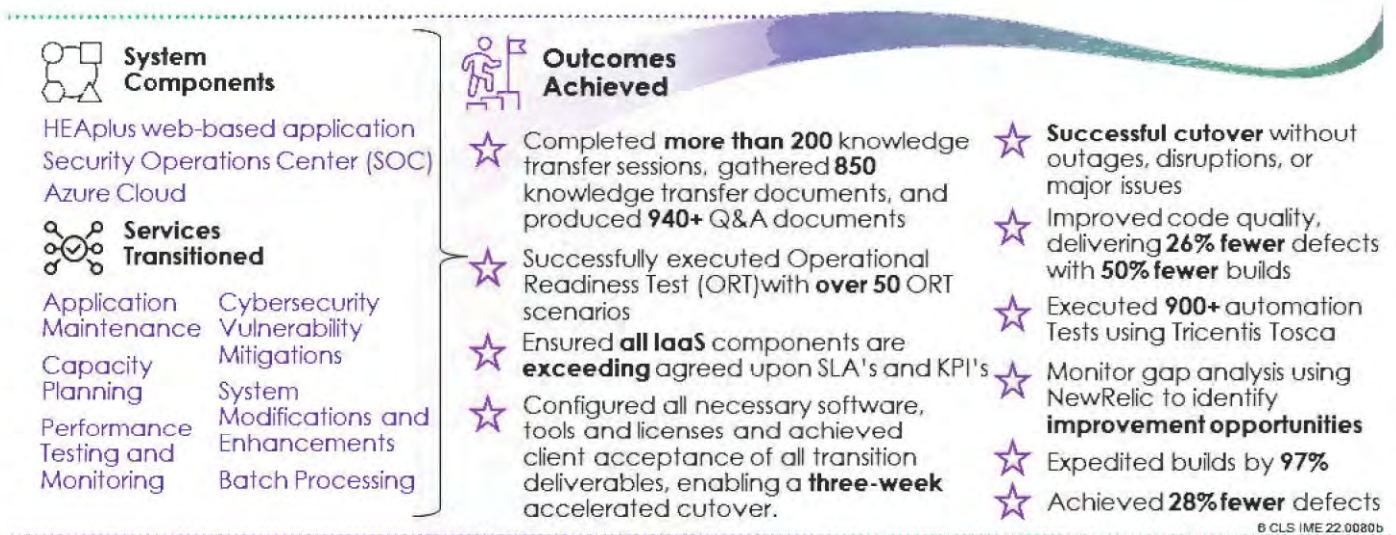 System
Components
HEAplus web-based application
Security Operations Center (SOC)
Azure Cloud
Services
Transitioned
Application
Maintenance
Capacity
Planning
Performance
Testing and
Monitoring
Cybersecurity
Vulnerability
Mitigations
System
Modifications and
Enhancements
Batch Processing
Outcomes
Achieved
Completed more than 200 knowledge
transfer sessions, gathered 850
knowledge transfer documents, and
produced 940+ Q&A documents
Successfully executed Operational
Readiness Test (ORT)with over 50 ORT
scenarios
Ensured all IaaS components are
exceeding agreed upon SLA's and KPI's
Configured all necessary software,
tools and licenses and achieved
client acceptance of all transition
deliverables, enabling a three-week
accelerated cutover.
Successful cutover without
outages, disruptions, or
major issues
Improved code quality,
delivering 26% fewer defects
with 50% fewer builds
Executed 900+ automation
Tests using Tricentis Tosca
Monitor gap analysis using
NewRelic to identify
improvement opportunities
Expedited builds by 97%
Achieved 28% fewer defects
6 CLS IME 22.0080b